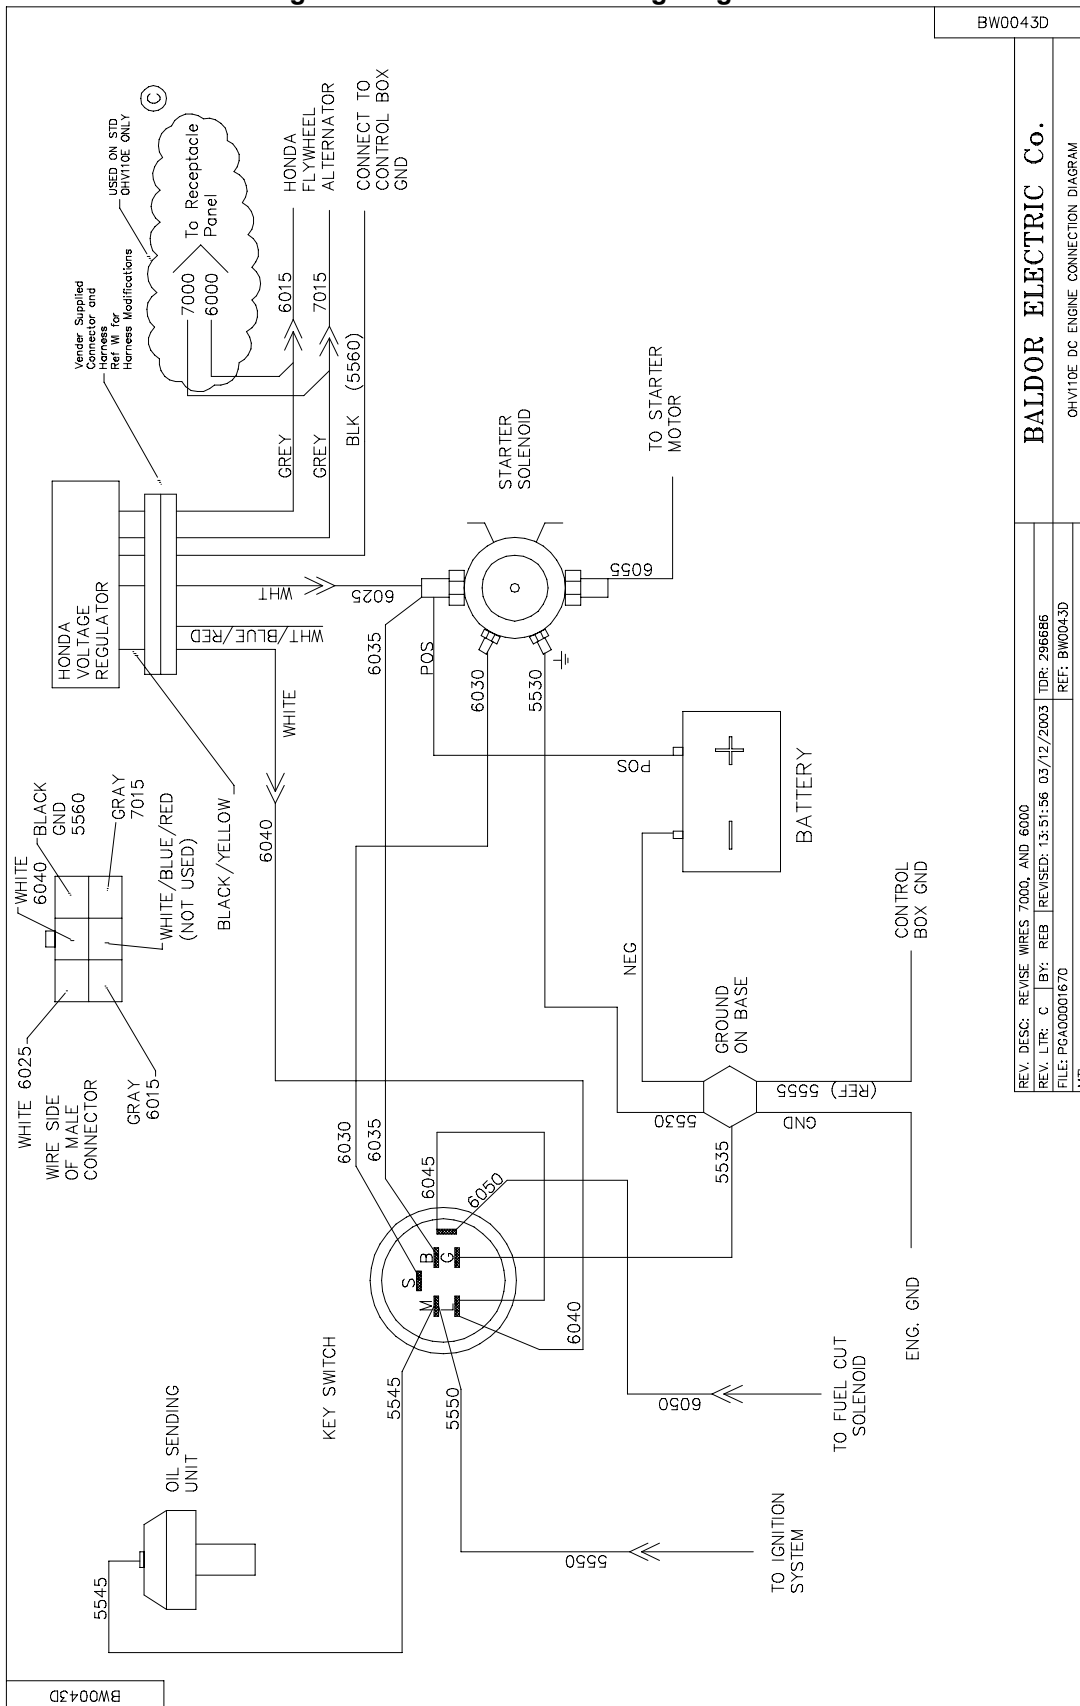 BW0043D
BW0043D
OIL SENDING
UNIT
5545
5545
KEY SWITCH
5550
5550
TO IGNITION
SYSTEM
M
S
B
G
L
6040
6050
TO FUEL CUT
SOLENOID
ENG. GND
6030
6035
6045
6050
5535
5530
GND
5555 (REF)
GROUND
ON BASE
CONTROL
BOX GND
NEG
WHITE 6025
WIRE SIDE
OF MALE
CONNECTOR
GRAY
6015
WHITE
6040
BLACK
GND
5560
GRAY
7015
WHITE/BLUE/RED
(NOT USED)
BLACK/YELLOW
6040
WHITE
HONDA
VOLTAGE
REGULATOR
WHT/BLUE/RED
WHT
6025
6035
POS
6030
5530
POS
BATTERY
STARTER
SOLENOID
6055
TO STARTER
MOTOR
Vender Supplied
Connector and
Harness
Ref WI for
Harness Modifications
USED ON STD
OHV110E ONLY
C
To Receptacle
Panel
7000
6000
GREY
6015
HONDA
FLYWHEEL
ALTERNATOR
GREY
7015
BLK
(5560)
CONNECT TO
CONTROL BOX
GND
REV. DESC: REVISE WIRES 7000, AND 6000
REV. LTR: C
BY: REB
REVISED: 13:51:56 03/12/2003
TDR: 296686
FILE: PGA00001670
REF: BW0043D
BALDOR ELECTRIC Co.
OHV110E DC ENGINE CONNECTION DIAGRAM